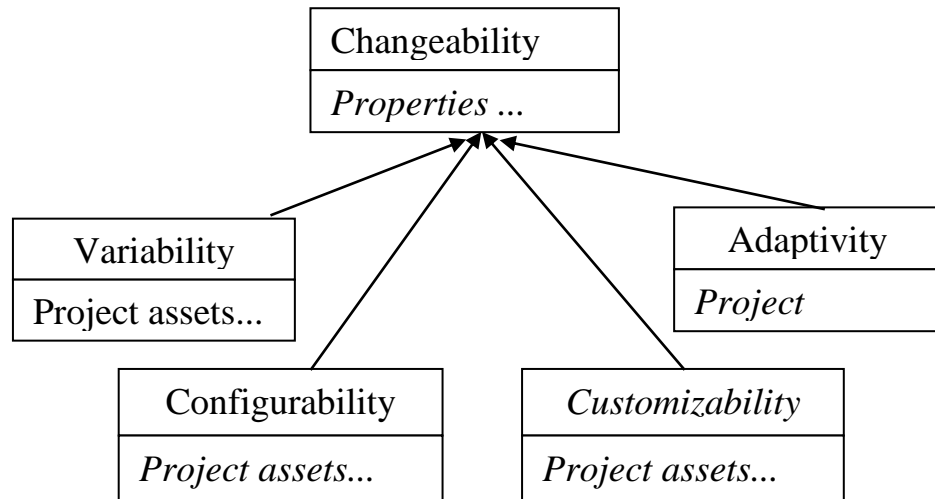 Changeability
Properties ...
Variability
Project assets...
Adaptivity
Project
Configurability
Project assets...
Customizability
Project assets...